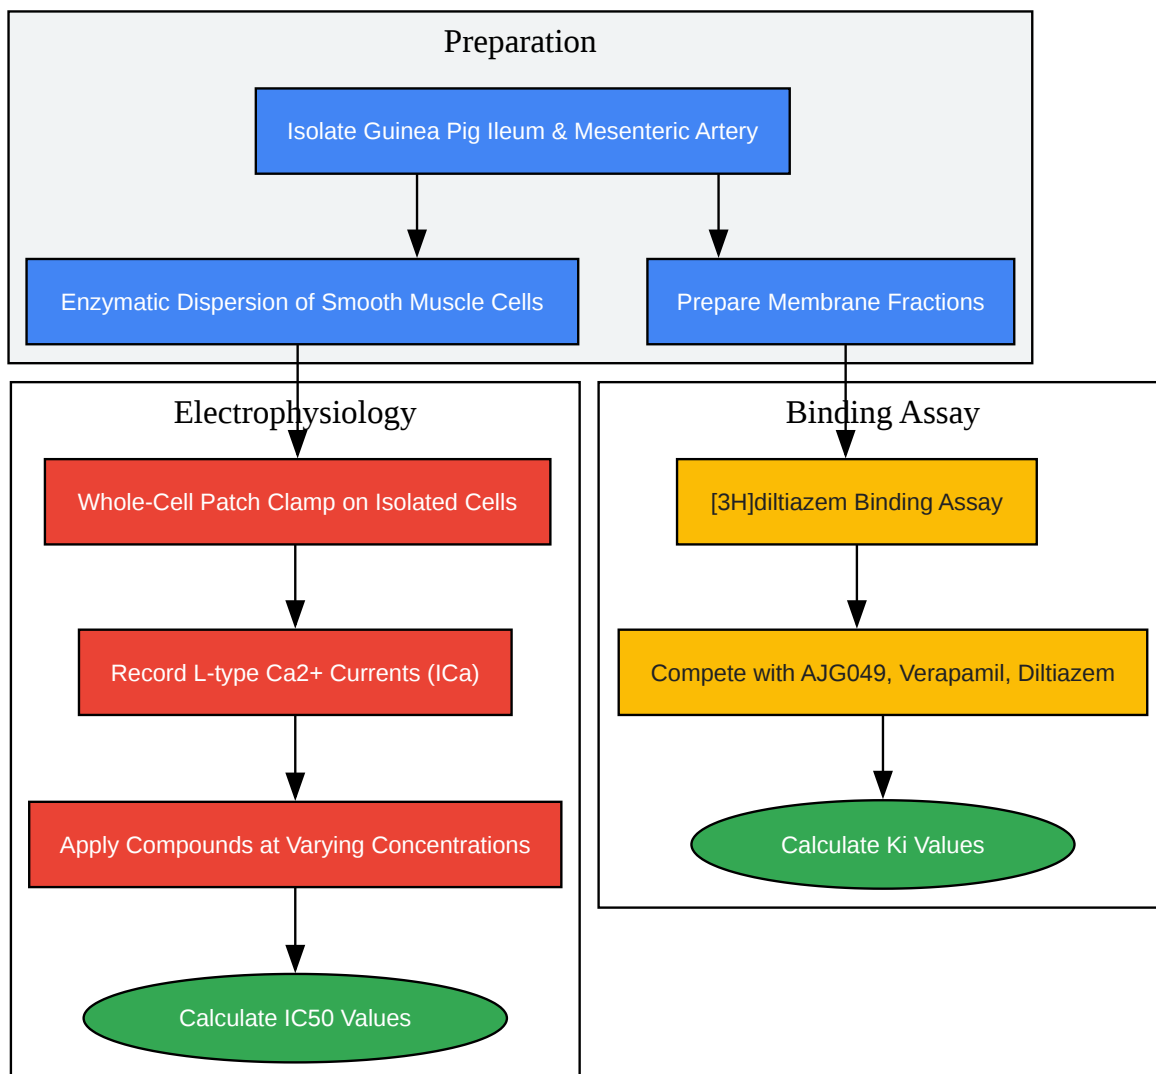 Preparation
Isolate Guinea Pig Ileum & Mesenteric Artery
Enzymatic Dispersion of Smooth Muscle Cells
Prepare Membrane Fractions
Electrophysiology
Whole-Cell Patch Clamp on Isolated Cells
Record L-type Ca2+ Currents (ICa)
Apply Compounds at Varying Concentrations
Calculate IC50 Values
Binding Assay
[3H]diltiazem Binding Assay
Compete with AJG049, Verapamil, Diltiazem
Calculate Ki Values